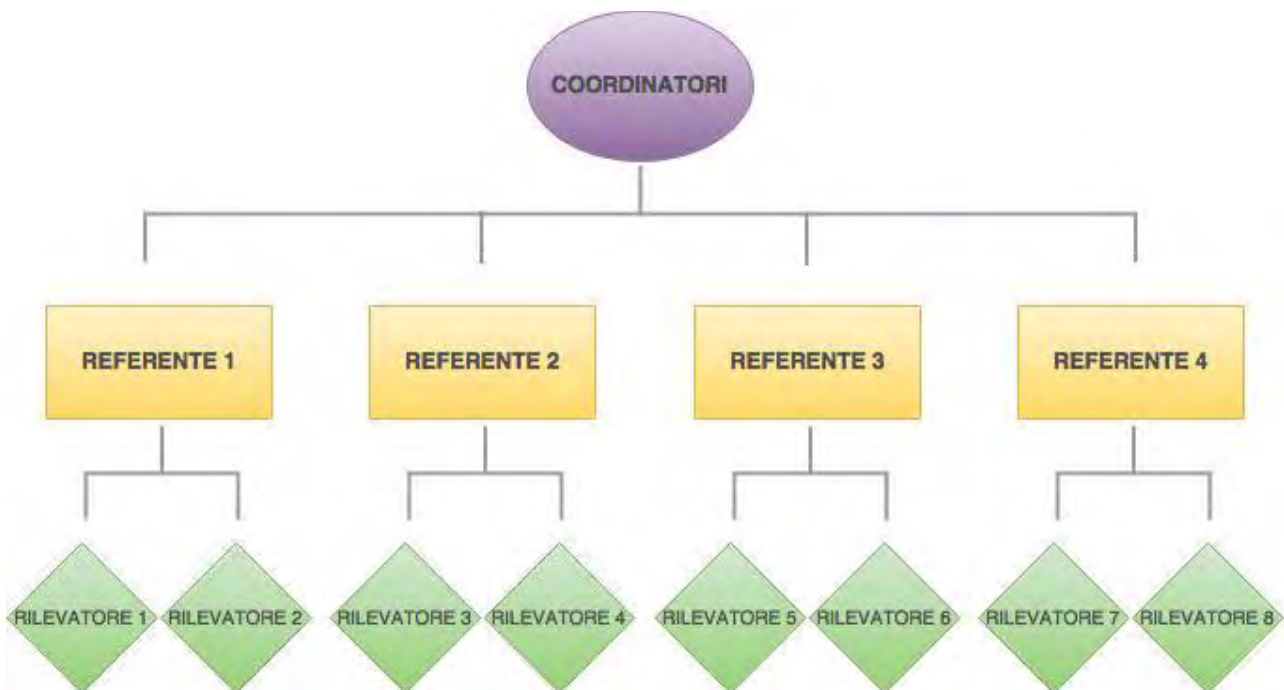 COORDINATORI
REFERENTE 1
REFERENTE 2
REFERENTE 3
REFERENTE 4
RILEVATORE 1
RILEVATORE 2
RILEVATORE 3
RILEVATORE 4
RILEVATORE 5
RILEVATORE 6
RILEVATORE 7
RILEVATORE 8